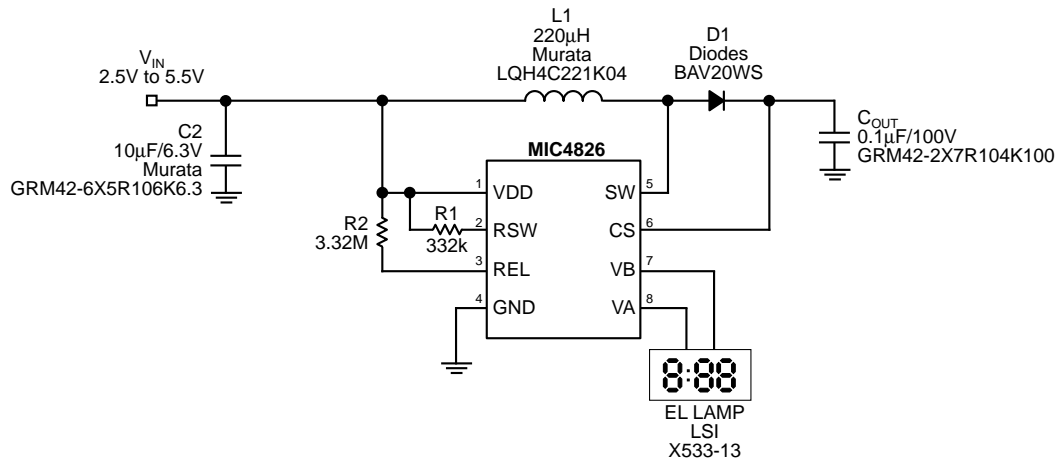 V_IN
2.5V to 5.5V
C2
10µF/6.3V
Murata
GRM42-6X5R106K6.3
L1
220µH
Murata
LQH4C221K04
D1
Diodes
BAV20WS
C_OUT
0.1µF/100V
GRM42-2X7R104K100
MIC4826
R2
3.32M
R1
332k
1
VDD
2
RSW
3
REL
4
GND
SW
5
CS
6
VB
7
VA
8
8:88
EL LAMP
LSI
X533-13